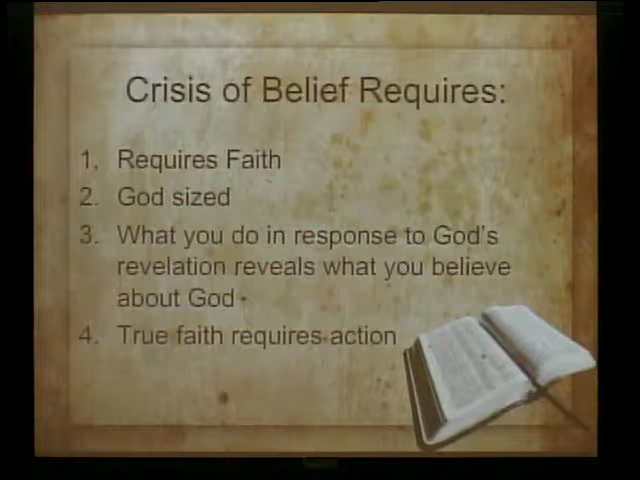 Crisis of Belief Requires:
1. Requires Faith
2. God sized
3. What you do in response to God's
revelation reveals what you believe
about God
4. True faith requires action